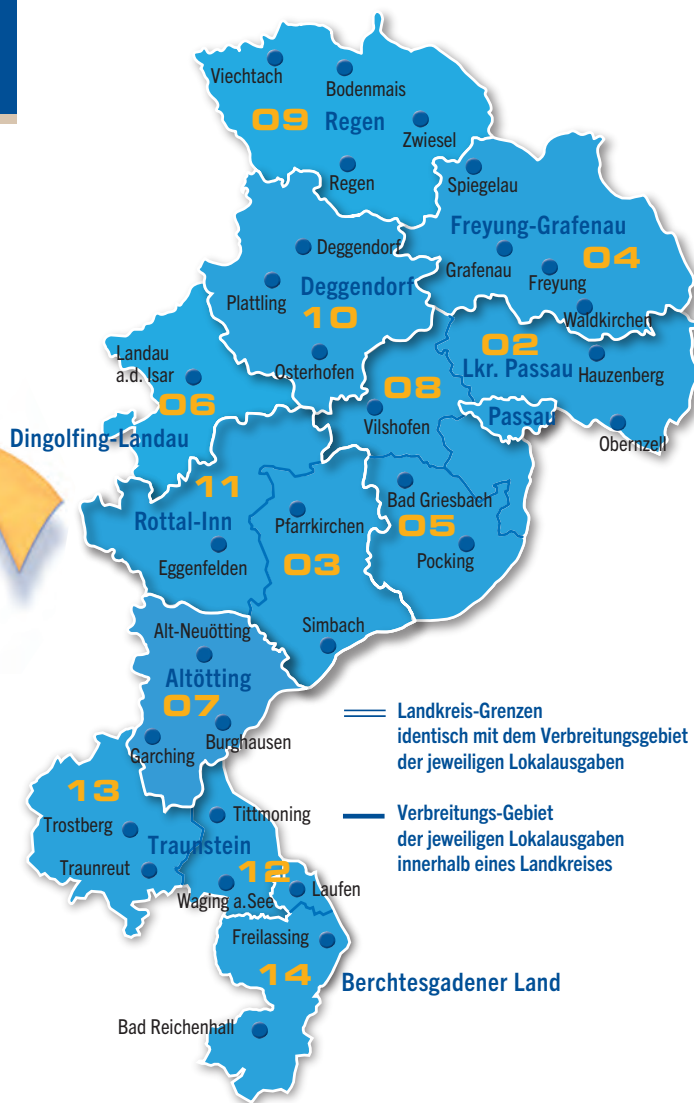 Viechtach
Bodenmais
09 Regen
Zwiesel
Regen
Spiegelau
Freyung-Grafenau
Deggendorf
Grafenau
04
Freyung
Plattling
Deggendorf
10
Waldkirchen
02
Landau
a.d. Isar
Osterhofen
Lkr. Passau
Hauzenberg
08
06
Vilshofen
Passau
Dingolfing-Landau
Obernzell
11
Bad Griesbach
Rottal-Inn
Pfarrkirchen
05
Eggenfelden
03
Pocking
Simbach
Alt-Neuötting
Altötting
07
Burghausen
Garching
Landkreis-Grenzen
identisch mit dem Verbreitungsgebiet
der jeweiligen Lokalausgaben
13
Tittmoning
Verbreitungs-Gebiet
der jeweiligen Lokalausgaben
innerhalb eines Landkreises
Trostberg
Traunstein
Traunreut
12
Laufen
Waging a.See
Freilassing
14
Berchtesgadener Land
Bad Reichenhall